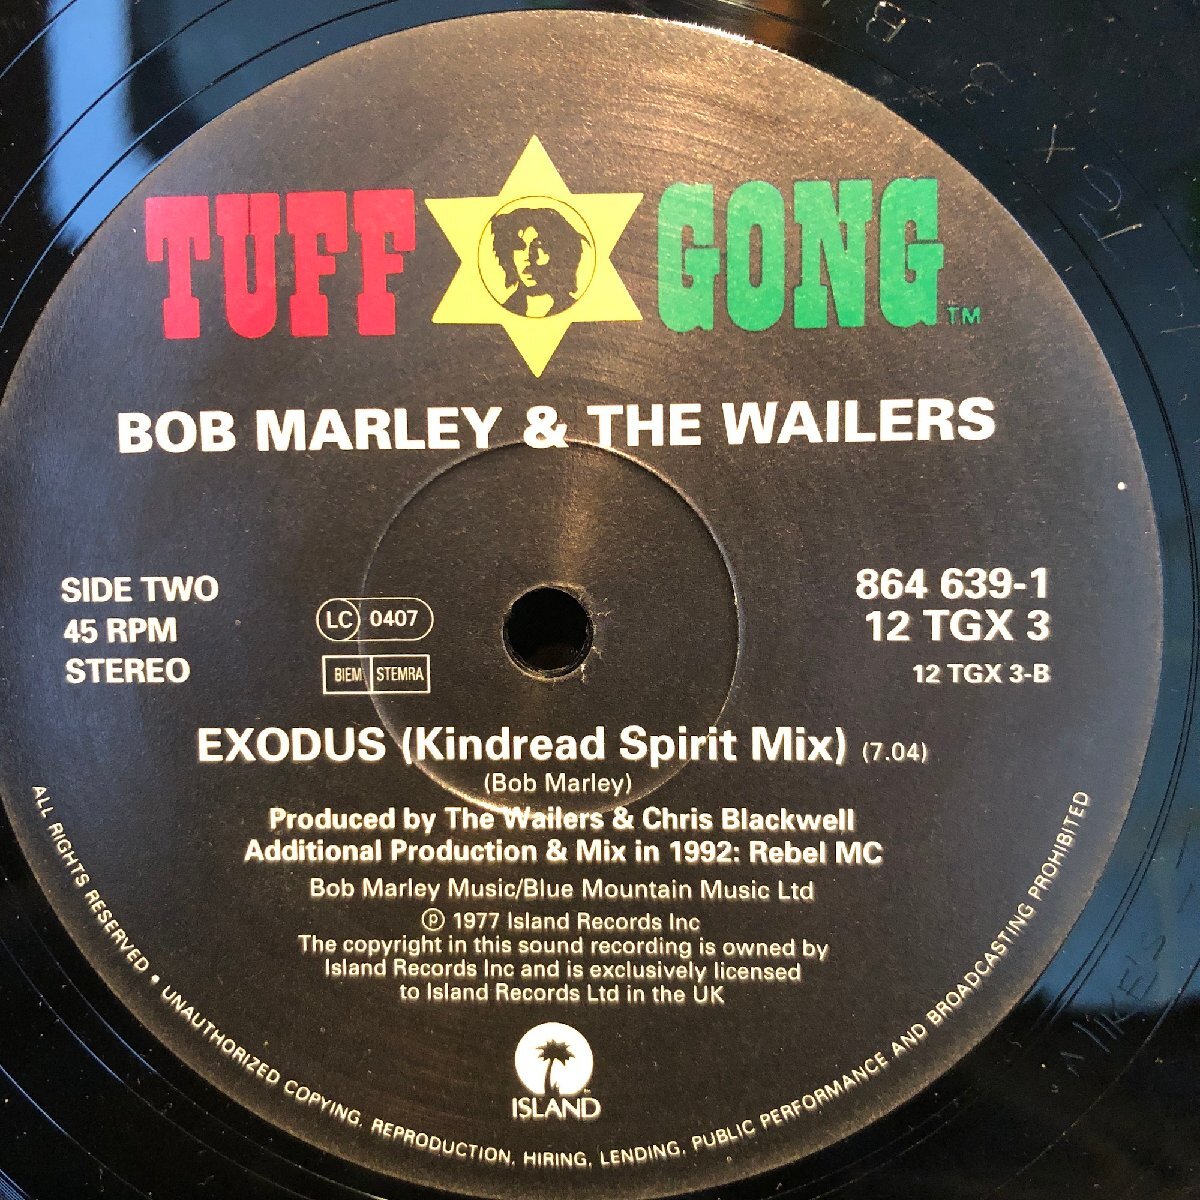 TUFF GONG TM
BOB MARLEY & THE WAILERS
SIDE TWO
45 RPM
STEREO
LC 0407
BIEM STEMRA
864 639-1
12 TGX 3
12 TGX 3-B
EXODUS (Kindread Spirit Mix) (7.04)
(Bob Marley)
Produced by The Wailers & Chris Blackwell
Additional Production & Mix in 1992: Rebel MC
Bob Marley Music/Blue Mountain Music Ltd
℗ 1977 Island Records Inc
The copyright in this sound recording is owned by
Island Records Inc and is exclusively licensed
to Island Records Ltd in the UK
ISLAND
ALL RIGHTS RESERVED • UNAUTHORIZED COPYING, REPRODUCTION, HIRING, LENDING, PUBLIC PERFORMANCE AND BROADCASTING PROHIBITED